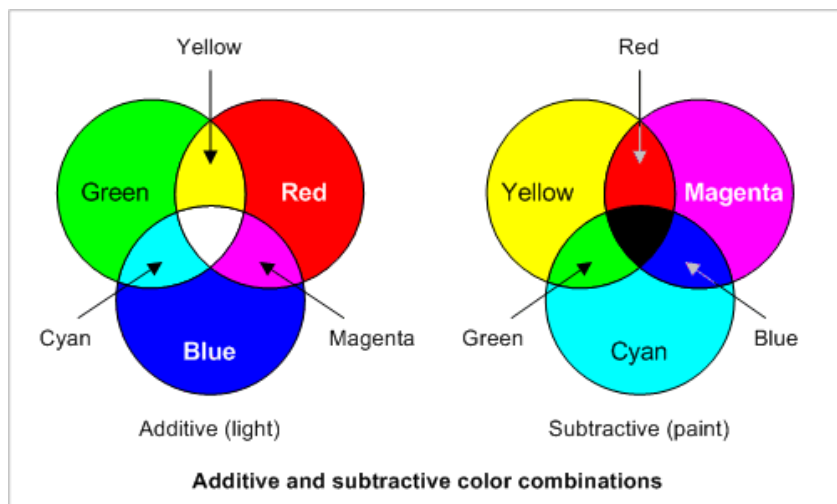 Yellow
Green
Red
Cyan
Blue
Magenta
Additive (light)
Red
Yellow
Magenta
Green
Cyan
Blue
Subtractive (paint)
Additive and subtractive color combinations